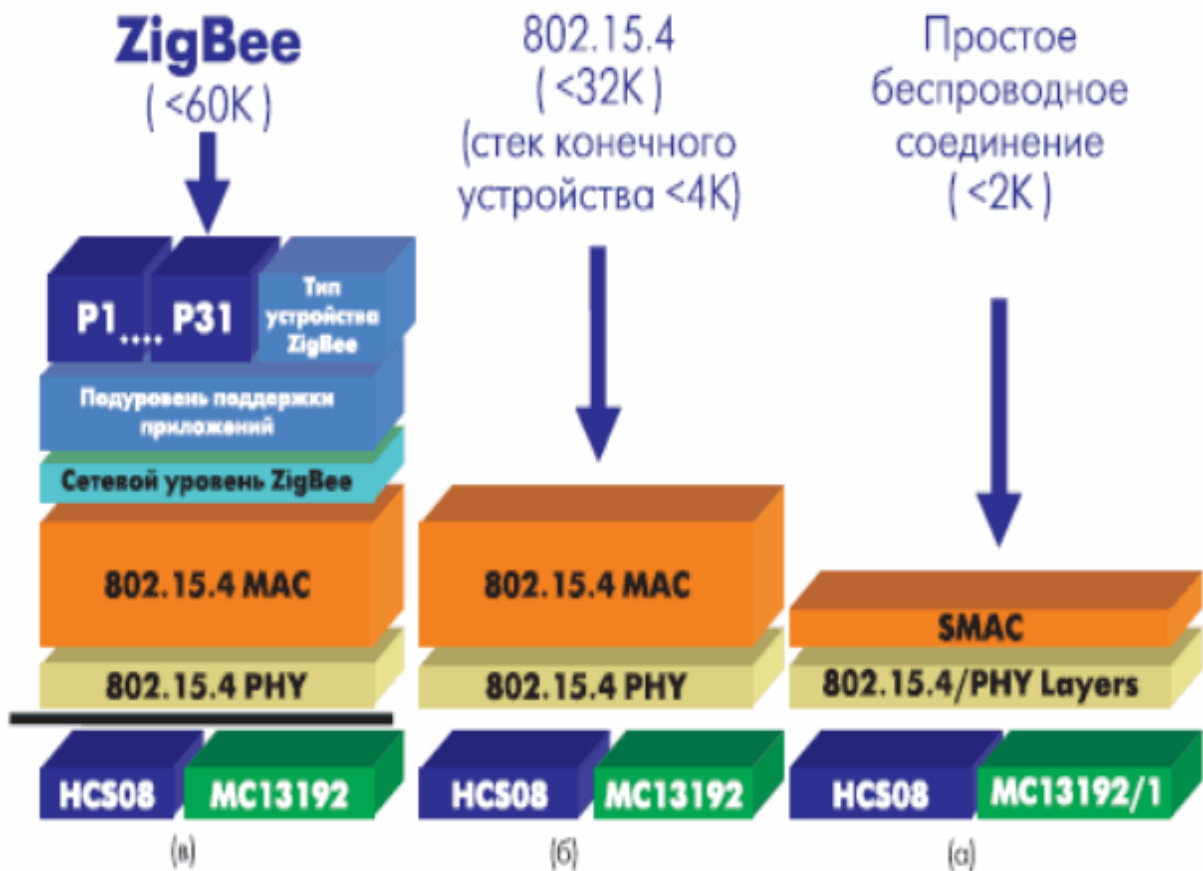 ZigBee
( <60K )
P1.... P31
Тип
устройства
ZigBee
Подуровень поддержки
приложений
Сетевой уровень ZigBee
802.15.4 MAC
802.15.4 PHY
HCS08
MC13192
(в)
802.15.4
( <32K )
(стек конечного
устройства <4K)
802.15.4 MAC
802.15.4 PHY
HCS08
MC13192
(б)
Простое
беспроводное
соединение
( <2K )
SMAC
802.15.4/PHY Layers
HCS08
MC13192/1
(а)